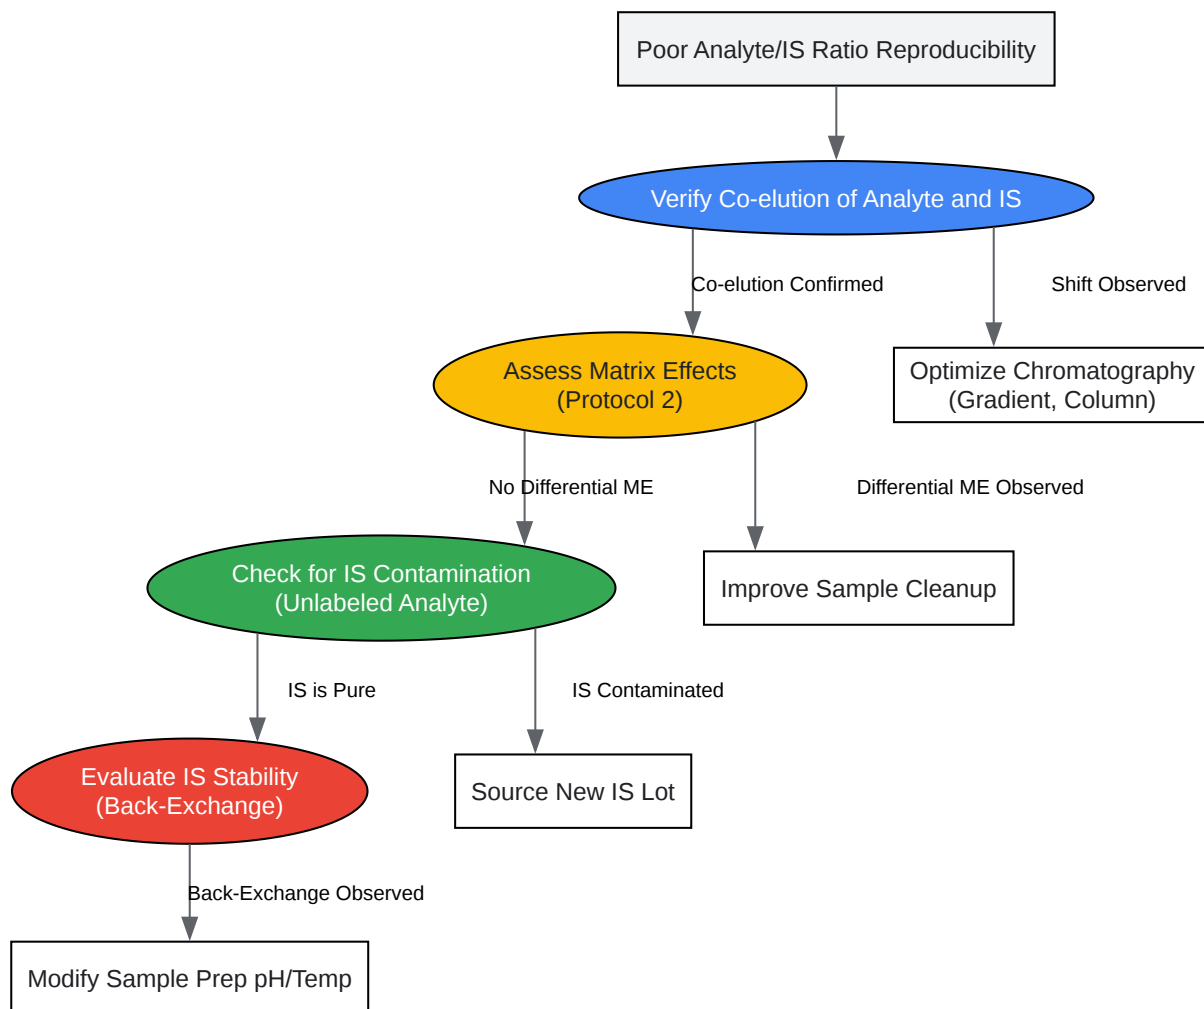 Poor Analyte/IS Ratio Reproducibility
Verify Co-elution of Analyte and IS
Co-elution Confirmed
Shift Observed
Assess Matrix Effects
(Protocol 2)
Optimize Chromatography
(Gradient, Column)
No Differential ME
Differential ME Observed
Check for IS Contamination
(Unlabeled Analyte)
Improve Sample Cleanup
IS is Pure
IS Contaminated
Evaluate IS Stability
(Back-Exchange)
Source New IS Lot
Back-Exchange Observed
Modify Sample Prep pH/Temp